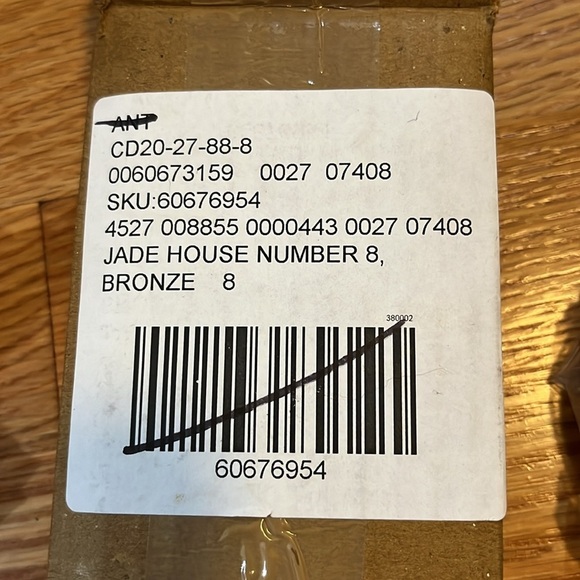 ANT
CD20-27-88-8
0060673159 0027 07408
SKU:60676954
4527 008855 0000443 0027 07408
JADE HOUSE NUMBER 8,
BRONZE 8
380002
60676954